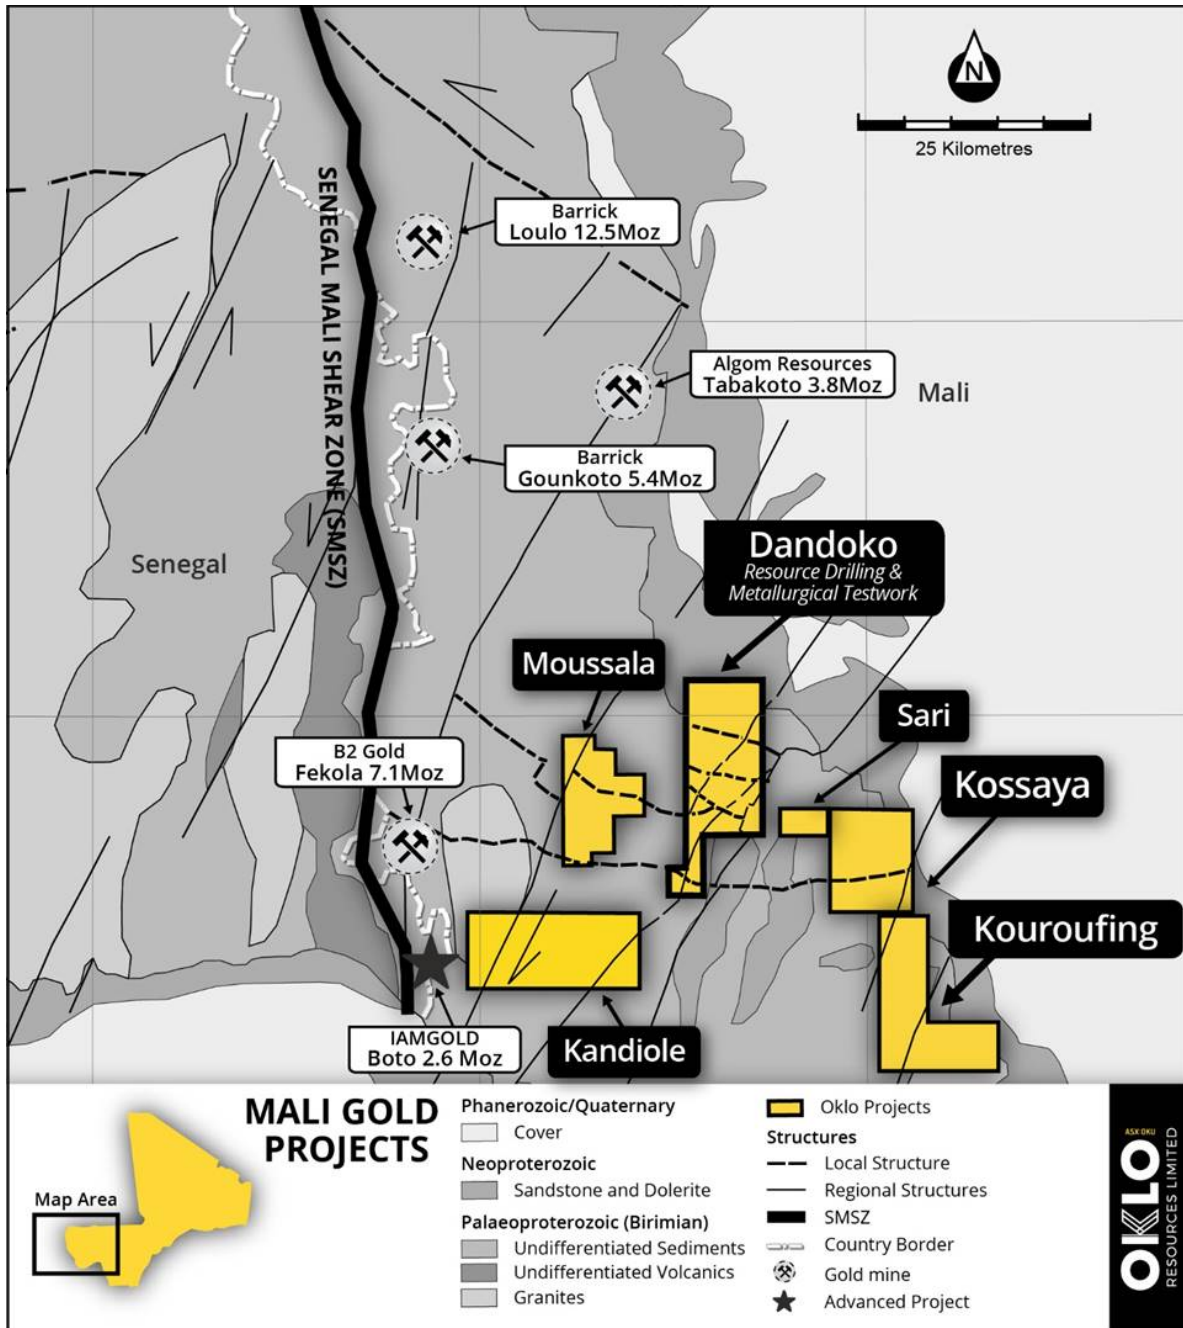 N
25 Kilometres
SENEGAL MALI SHEAR ZONE (SMSZ)
Barrick
Loulo 12.5Moz
Algom Resources
Tabakoto 3.8Moz
Mali
Barrick
Gounkoto 5.4Moz
Senegal
Dandoko
Resource Drilling &
Metallurgical Testwork
Moussala
Sari
B2 Gold
Fekola 7.1Moz
Kossaya
Kouroufing
IAMGOLD
Boto 2.6 Moz
Kandiole
MALI GOLD
PROJECTS
Map Area
Phanerozoic/Quaternary
Cover
Neoproterozoic
Sandstone and Dolerite
Palaeoproterozoic (Birimian)
Undifferentiated Sediments
Undifferentiated Volcanics
Granites
Oklo Projects
Structures
Local Structure
Regional Structures
SMSZ
Country Border
Gold mine
Advanced Project
ASX OKU
OKLO
RESOURCES LIMITED